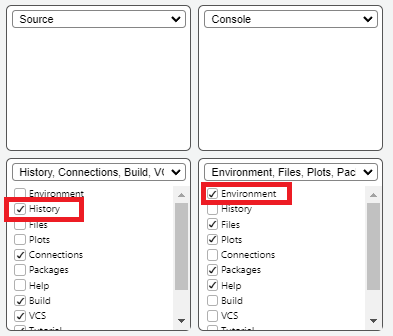 Source
Console
History, Connections, Build, VC
Environment, Files, Plots, Pac
Environment
History
Files
Plots
Connections
Packages
Help
Build
VCS
Tutorial
Environment
History
Files
Plots
Connections
Packages
Help
Build
VCS
Tutorial